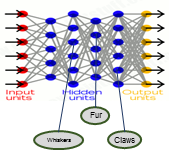 Input Hidden Output
units units units
Fur
Whiskers Claws